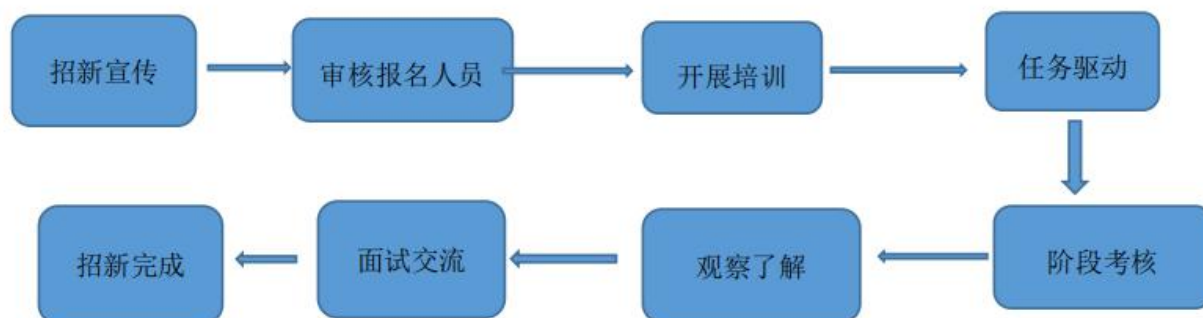 招新宣传
审核报名人员
开展培训
任务驱动
阶段考核
观察了解
面试交流
招新完成